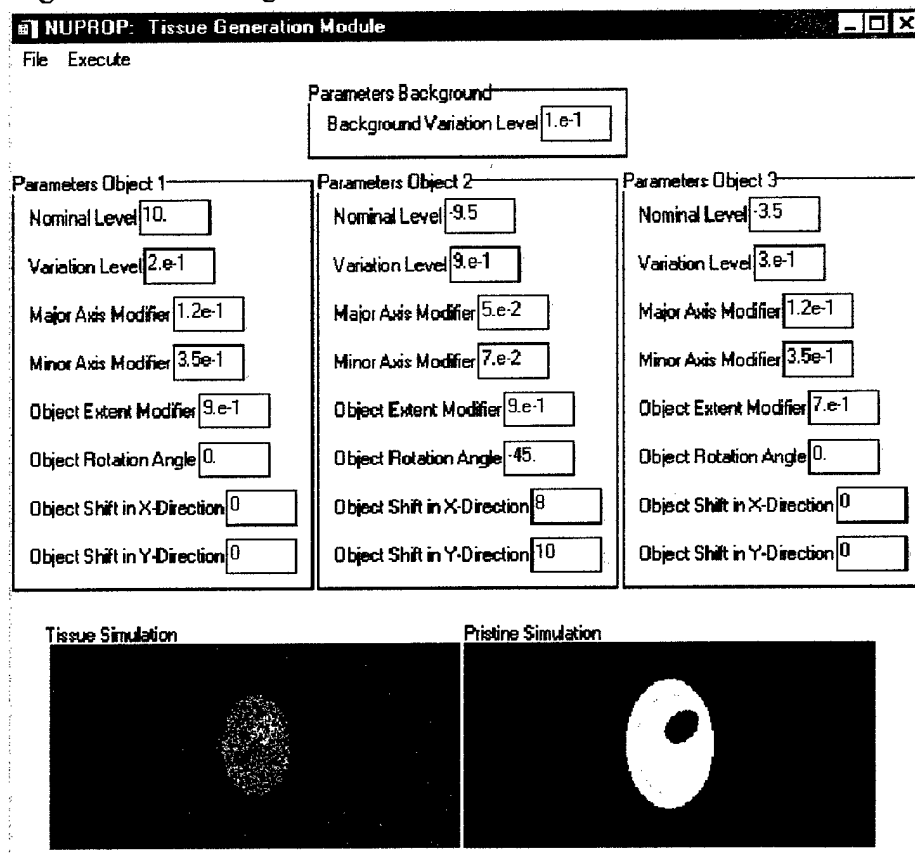 NUPROP: Tissue Generation Module
File Execute
Parameters Background
Background Variation Level 1.e-1
Parameters Object 1
Nominal Level 10.
Variation Level 2.e-1
Major Axis Modifier 1.2e-1
Minor Axis Modifier 3.5e-1
Object Extent Modifier 9.e-1
Object Rotation Angle 0.
Object Shift in X-Direction 0
Object Shift in Y-Direction 0
Parameters Object 2
Nominal Level -9.5
Variation Level 9.e-1
Major Axis Modifier 5.e-2
Minor Axis Modifier 7.e-2
Object Extent Modifier 9.e-1
Object Rotation Angle -45.
Object Shift in X-Direction 8
Object Shift in Y-Direction 10
Parameters Object 3
Nominal Level -3.5
Variation Level 3.e-1
Major Axis Modifier 1.2e-1
Minor Axis Modifier 3.5e-1
Object Extent Modifier 7.e-1
Object Rotation Angle 0.
Object Shift in X-Direction 0
Object Shift in Y-Direction 0
Tissue Simulation
Pristine Simulation